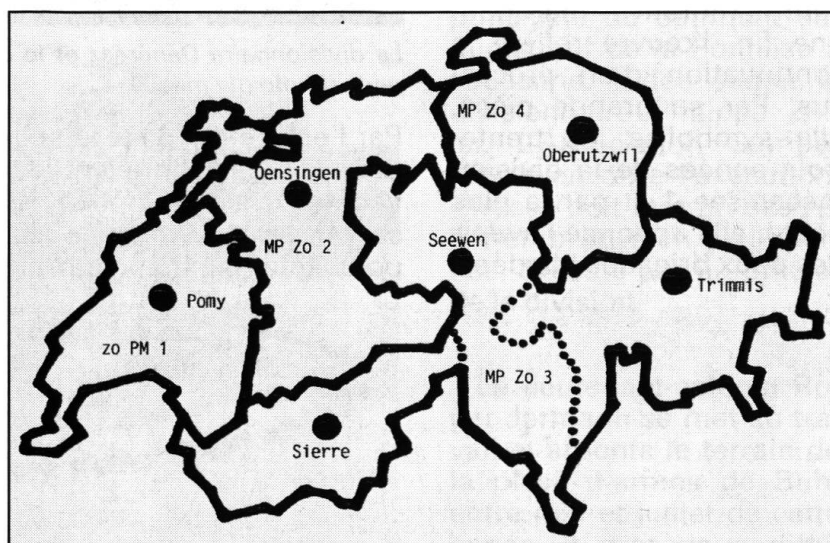 MP Zo 4
Oberutzwil
Oensingen
MP Zo 2
Seewen
Trimmis
Pomy
zo PM 1
MP Zo 3
Sierre